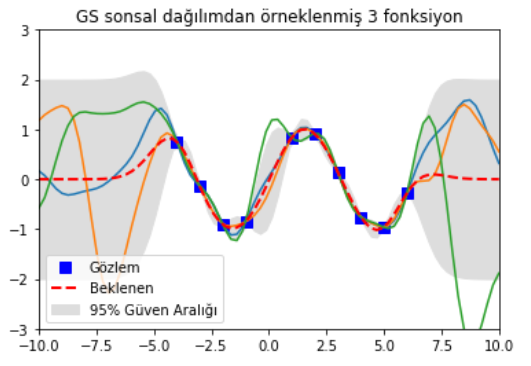 GS sonsal dağılımdan örneklenmiş 3 fonksiyon
3
2
1
0
−1
−2
−3
Gözlem
Beklenen
95% Güven Aralığı
−10.0 −7.5 −5.0 −2.5 0.0 2.5 5.0 7.5 10.0